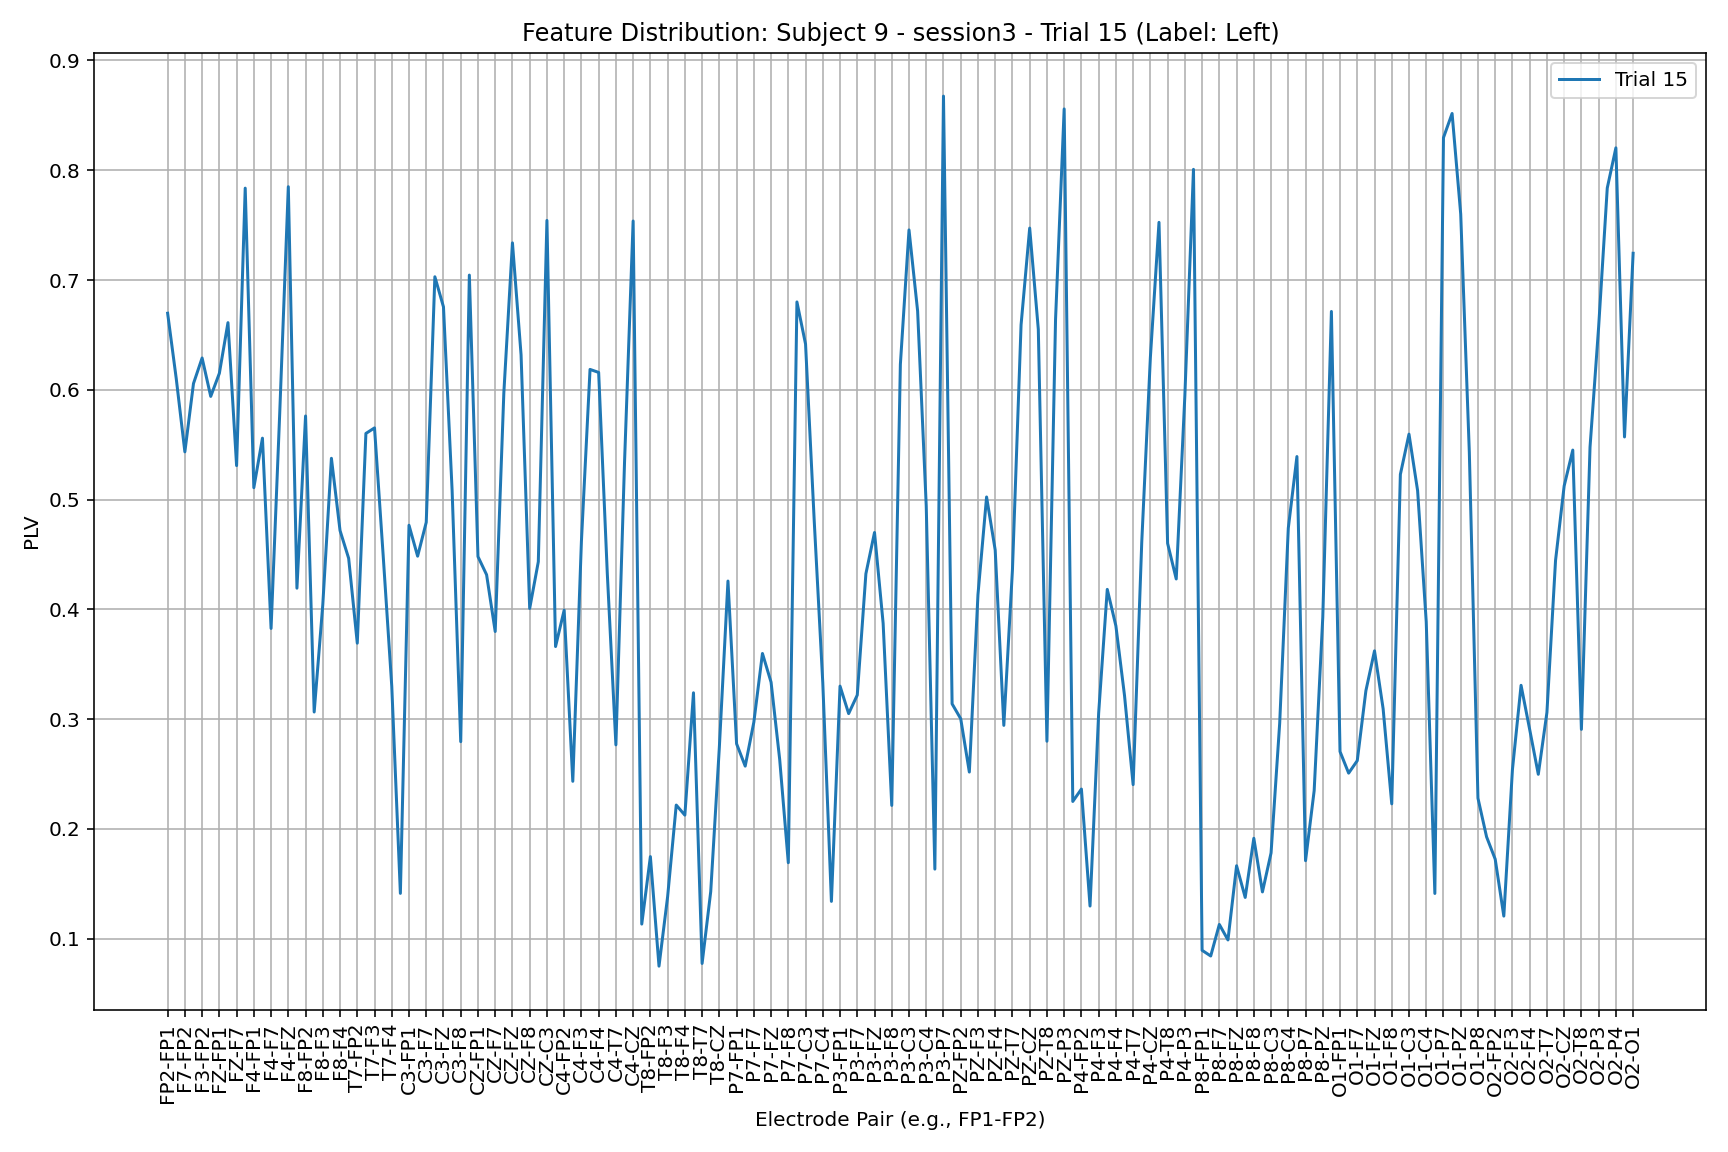 Feature Distribution: Subject 9 - session3 - Trial 15 (Label: Left)
Trial 15
0.9
0.8
0.7
0.6
0.5
0.4
0.3
0.2
0.1
PLV
FP2-FP1
F7-FP2
F3-FP2
FZ-FP1
FZ-F7
F4-FP1
F4-F7
F4-FZ
F8-FP2
F8-F3
F8-F4
T7-FP2
T7-F3
T7-F4
C3-FP1
C3-F7
C3-FZ
C3-F8
CZ-FP1
CZ-F7
CZ-FZ
CZ-F8
CZ-C3
C4-FP2
C4-F3
C4-F4
C4-T7
C4-CZ
T8-FP2
T8-F3
T8-F4
T8-T7
T8-CZ
P7-FP1
P7-F7
P7-FZ
P7-F8
P7-C3
P7-C4
P3-FP1
P3-F7
P3-FZ
P3-F8
P3-C3
P3-C4
P3-P7
PZ-FP2
PZ-F3
PZ-F4
PZ-T7
PZ-CZ
PZ-T8
PZ-P3
P4-FP2
P4-F3
P4-F4
P4-T7
P4-CZ
P4-T8
P4-P3
P8-FP1
P8-F7
P8-FZ
P8-F8
P8-C3
P8-C4
P8-P7
P8-PZ
O1-FP1
O1-F7
O1-FZ
O1-F8
O1-C3
O1-C4
O1-P7
O1-PZ
O1-P8
O2-FP2
O2-F3
O2-F4
O2-T7
O2-CZ
O2-T8
O2-P3
O2-P4
O2-O1
Electrode Pair (e.g., FP1-FP2)